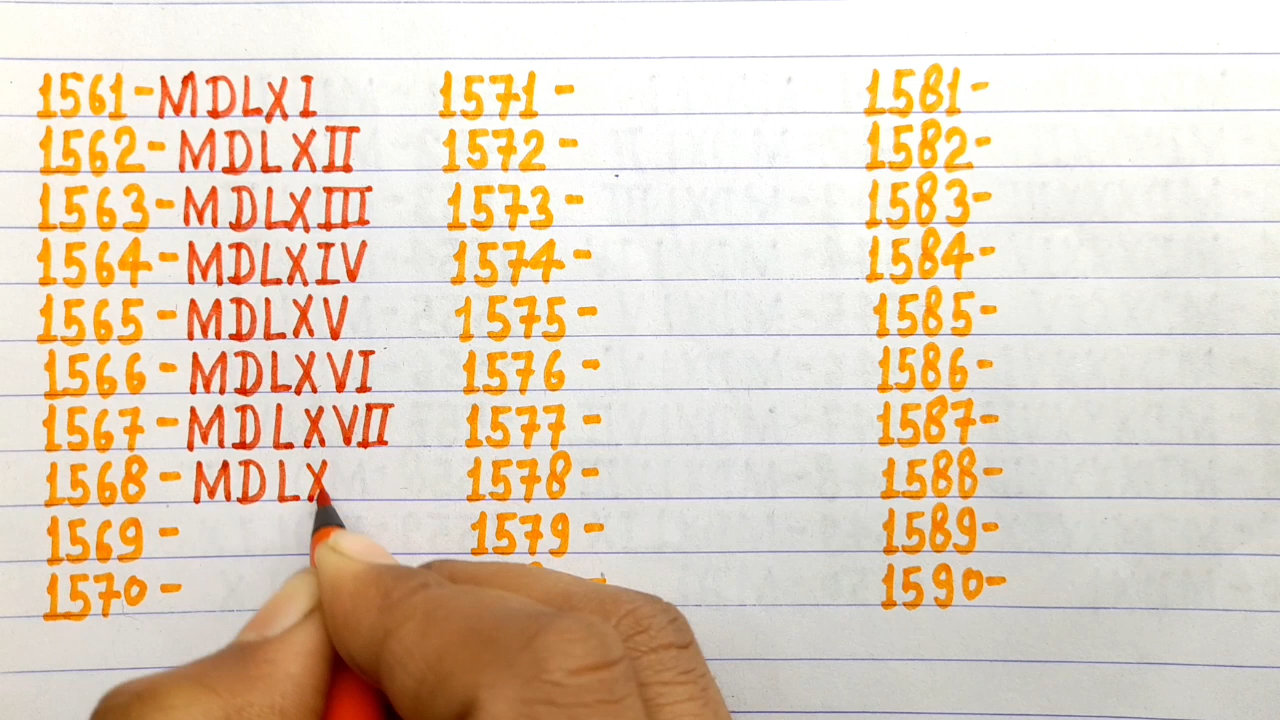 1561-MDLXI 1571- 1581-
1562-MDLXII 1572- 1582-
1563-MDLXIII 1573- 1583-
1564-MDLXIV 1574- 1584-
1565-MDLXV 1575- 1585-
1566-MDLXVI 1576- 1586-
1567-MDLXVII 1577- 1587-
1568-MDLX 1578- 1588-
1569- 1579- 1589-
1570- 1590-